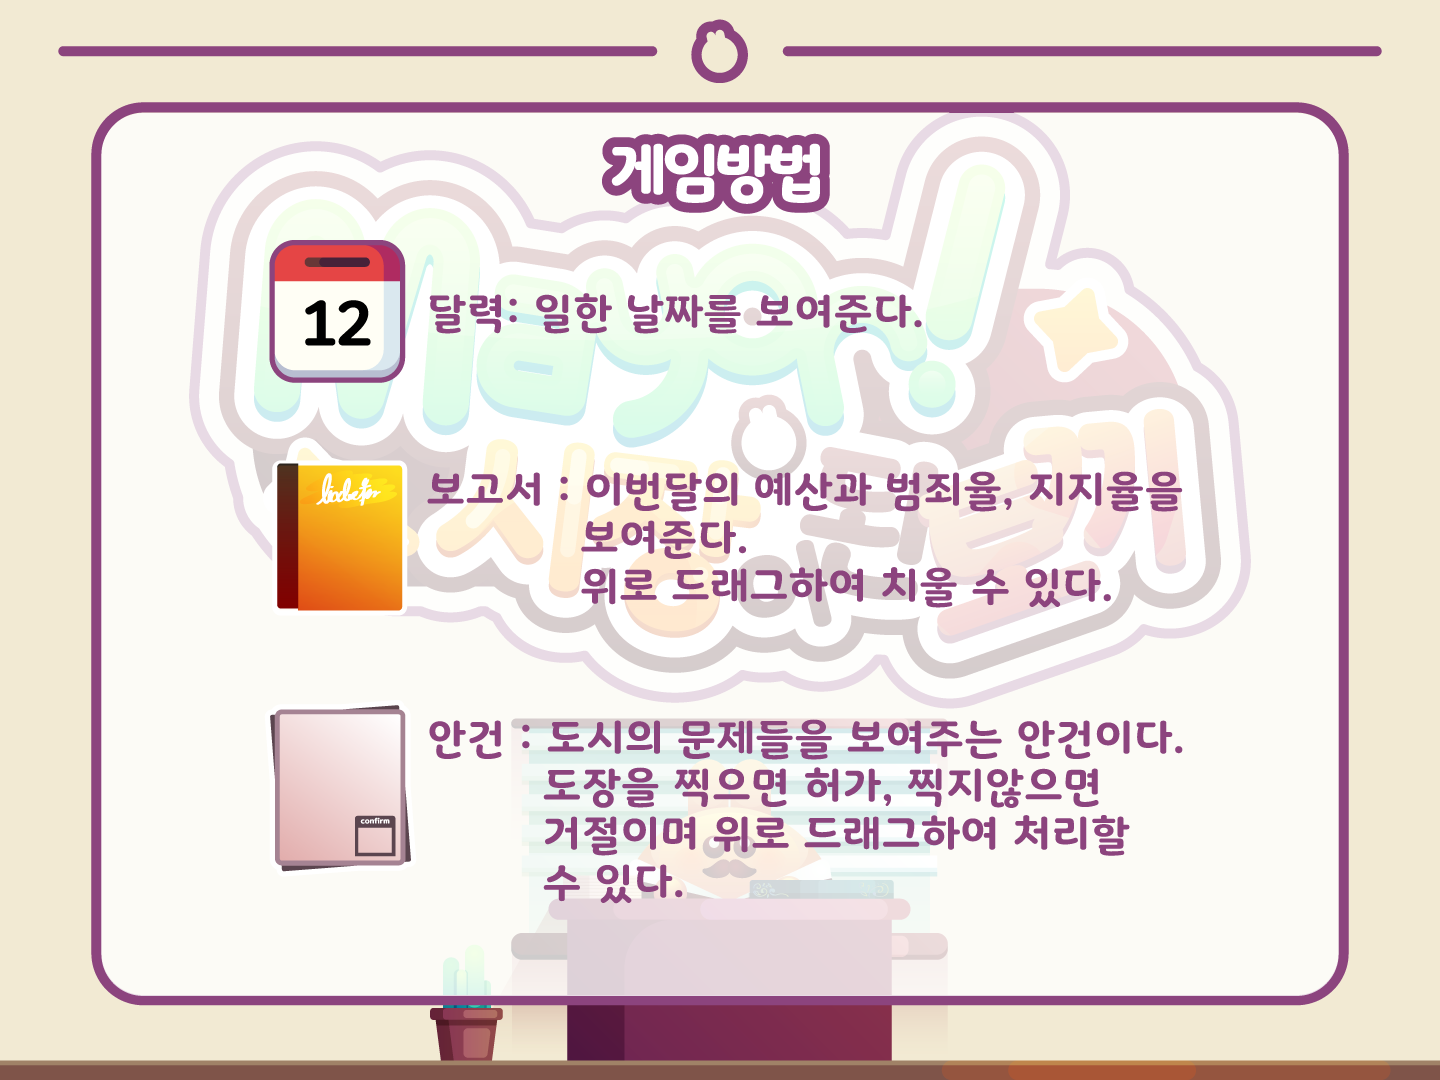 게임방법
12
달력: 일한 날짜를 보여준다.
보고서 : 이번달의 예산과 범죄율, 지지율을
보여준다.
위로 드래그하여 치울 수 있다.
confirm
안건 : 도시의 문제들을 보여주는 안건이다.
도장을 찍으면 허가, 찍지않으면
거절이며 위로 드래그하여 처리할
수 있다.